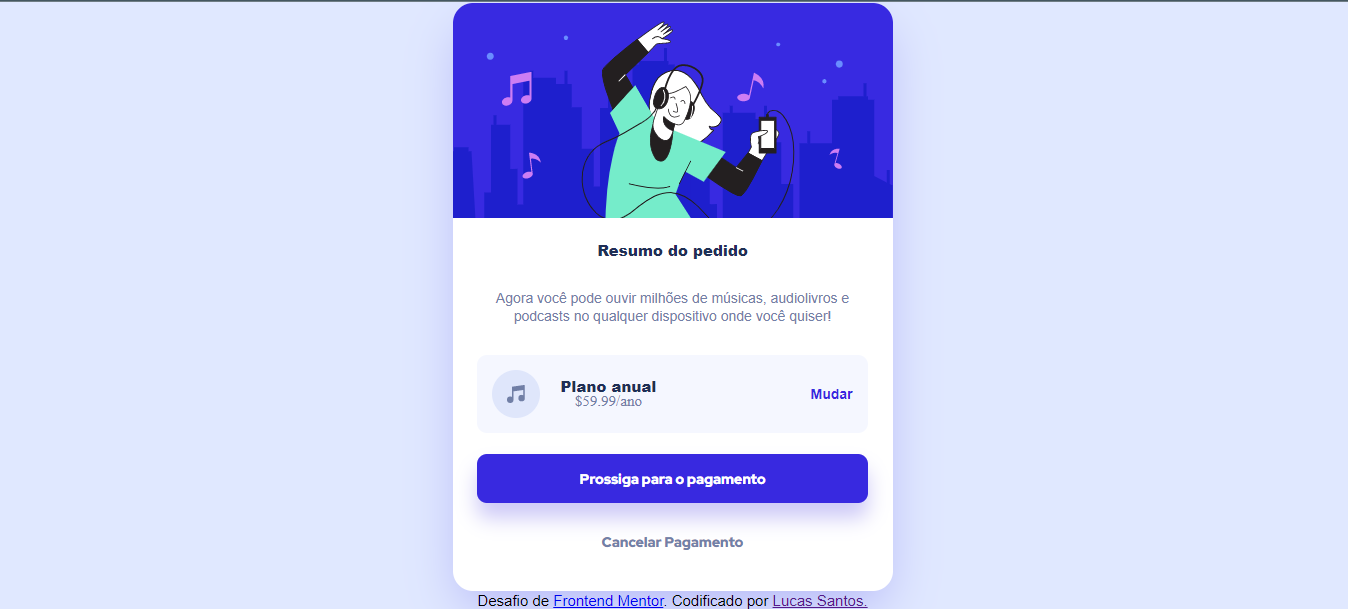 Resumo do pedido
Agora você pode ouvir milhões de músicas, audiolivros e
podcasts no qualquer dispositivo onde você quiser!
Plano anual
$59.99/ano
Mudar
Prossiga para o pagamento
Cancelar Pagamento
Desafio de Frontend Mentor. Codificado por Lucas Santos.